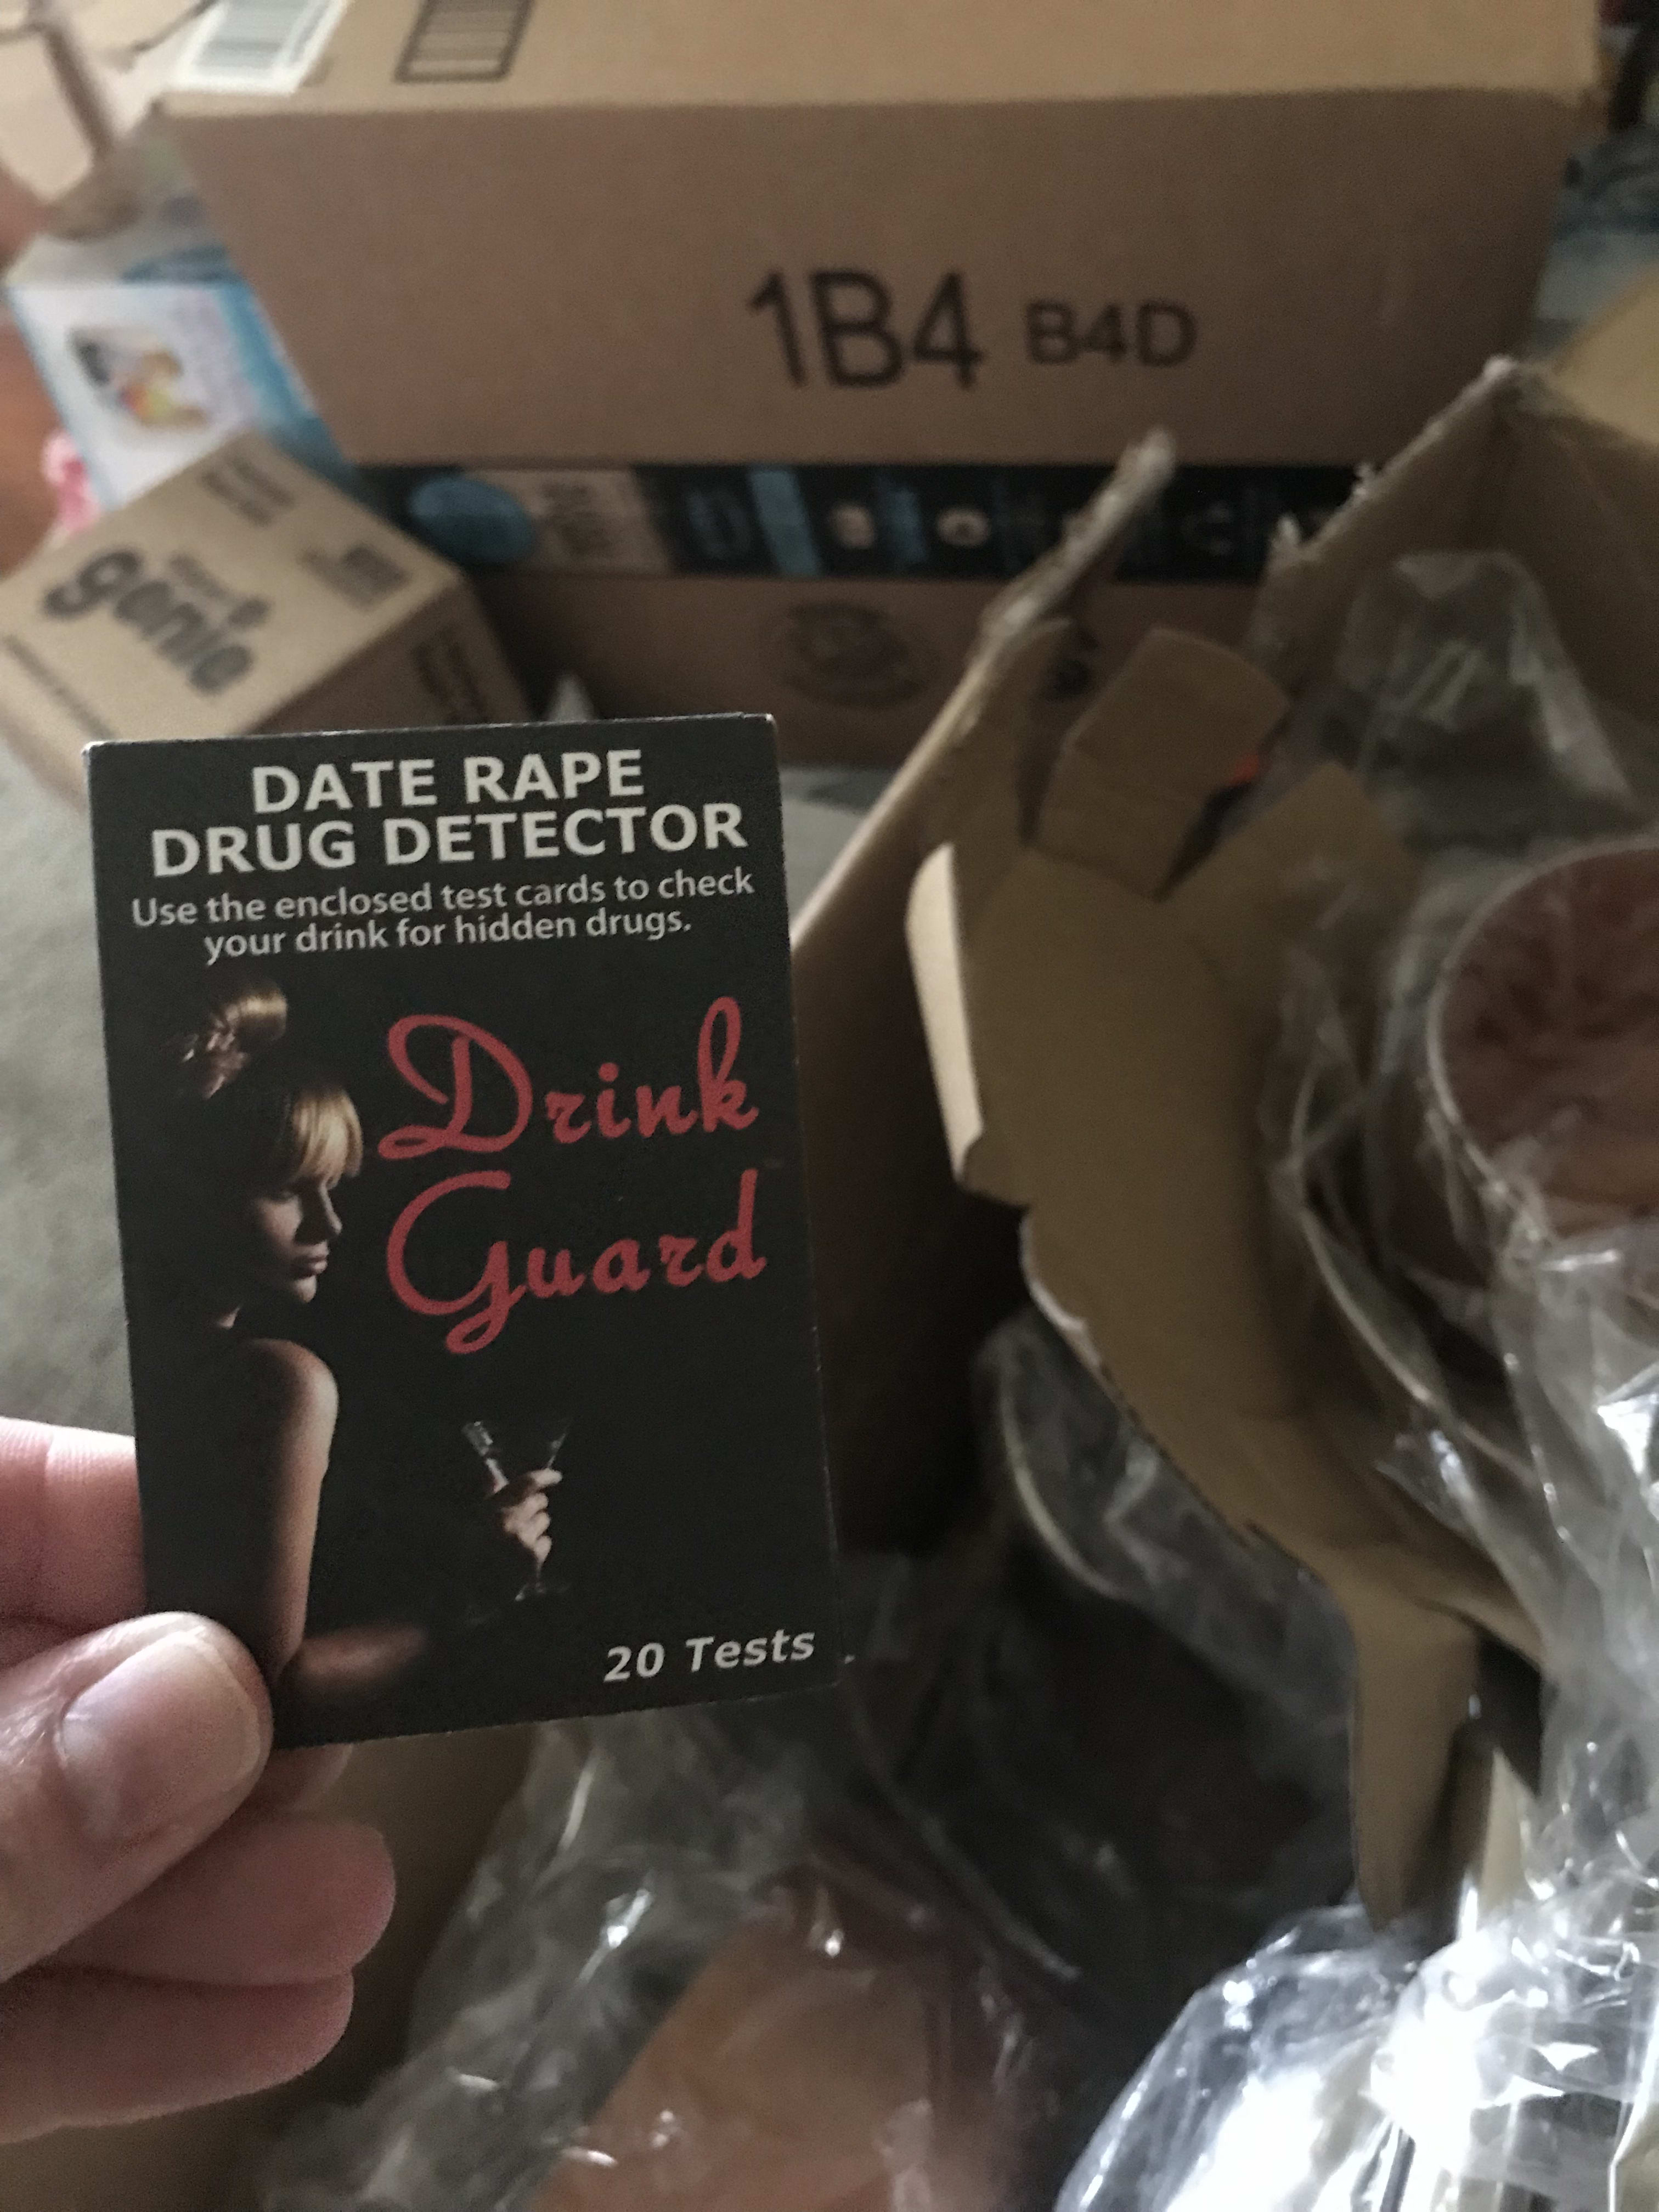 1B4 B4D
genie
DATE RAPE
DRUG DETECTOR
Use the enclosed test cards to check
your drink for hidden drugs.
Drink
Guard
20 Tests